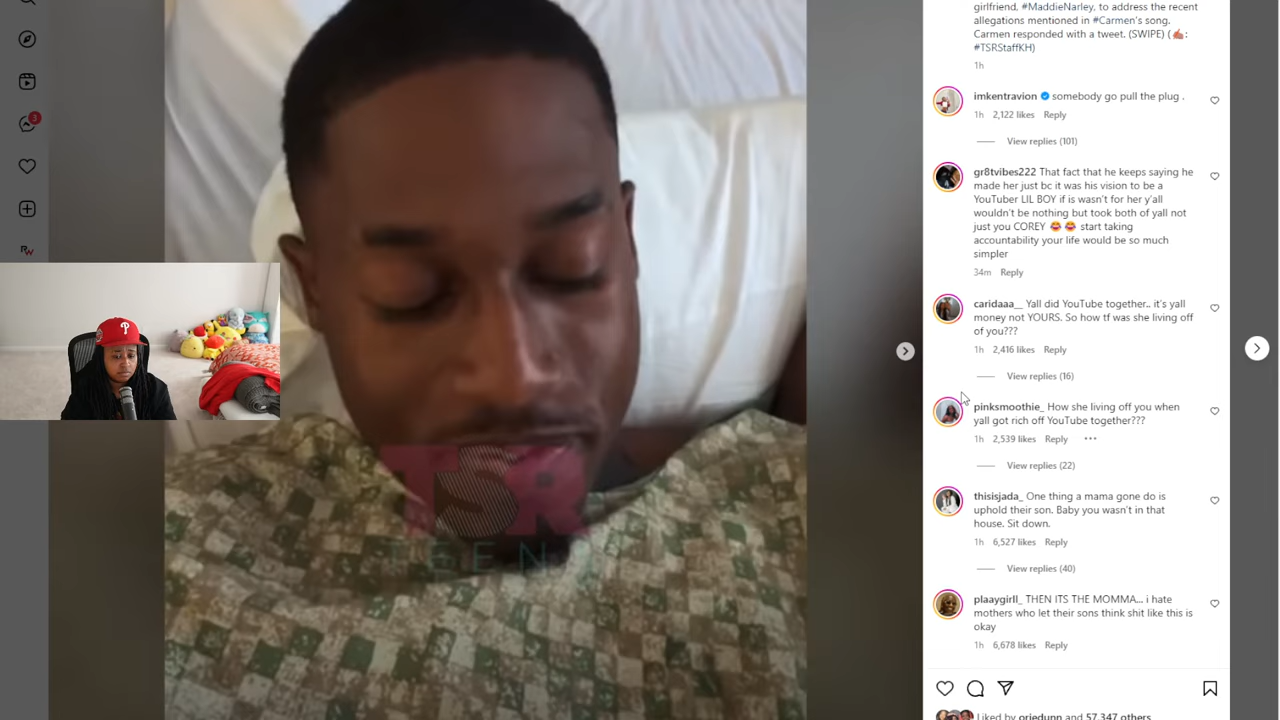 girlfriend, #MaddieNarley, to address the recent
allegations mentioned in #Carmen's song.
Carmen responded with a tweet. (SWIPE) (✍🏽:
#TSRStaffKH)
1h
imkentravion somebody go pull the plug .
1h 2,122 likes Reply
View replies (101)
gr8tvibes222 That fact that he keeps saying he
made her just bc it was his vision to be a
YouTuber LIL BOY if is wasn't for her y'all
wouldn't be nothing but took both of yall not
just you COREY 😂 😂 start taking
accountability your life would be so much
simpler
34m Reply
caridaaa__ Yall did YouTube together.. it's yall
money not YOURS. So how tf was she living off
of you???
1h 2,416 likes Reply
View replies (16)
pinksmoothie_ How she living off you when
yall got rich off YouTube together???
1h 2,539 likes Reply •••
View replies (22)
thisisjada_ One thing a mama gone do is
uphold their son. Baby you wasn't in that
house. Sit down.
1h 6,527 likes Reply
View replies (40)
plaaygirll_ THEN ITS THE MOMMA... i hate
mothers who let their sons think shit like this is
okay
1h 6,678 likes Reply
Liked by oriedunn and 57,347 others
3
RW
P
TSR
TEENS